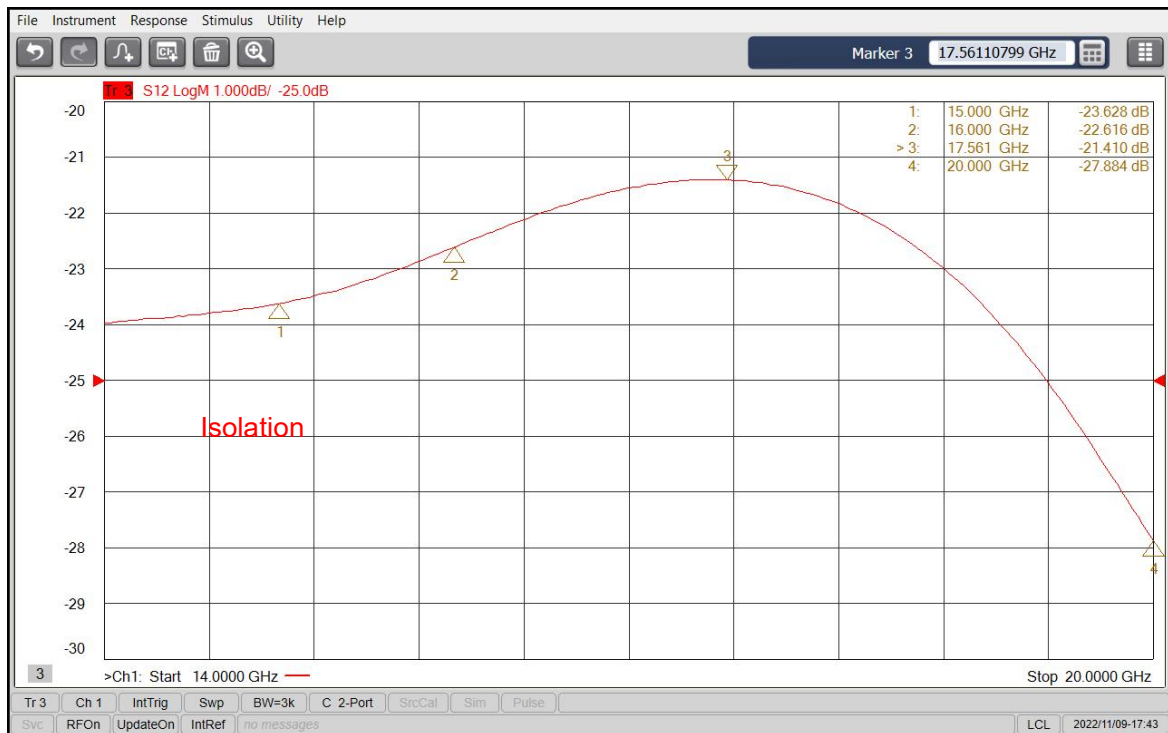 File Instrument Response Stimulus Utility Help
Marker 3 17.56110799 GHz
Tr 3 S12 LogM 1.000dB/ -25.0dB
1: 15.000 GHz -23.628 dB
2: 16.000 GHz -22.616 dB
> 3: 17.561 GHz -21.410 dB
4: 20.000 GHz -27.884 dB
-20
-21
-22
-23
-24
-25
-26
-27
-28
-29
-30
1
2
3
4
Isolation
3 >Ch1: Start 14.0000 GHz Stop 20.0000 GHz
Tr 3 Ch 1 IntTrig Swp BW=3k C 2-Port SrcCal Sim Pulse
Svc RFOn UpdateOn IntRef no messages LCL 2022/11/09-17:43